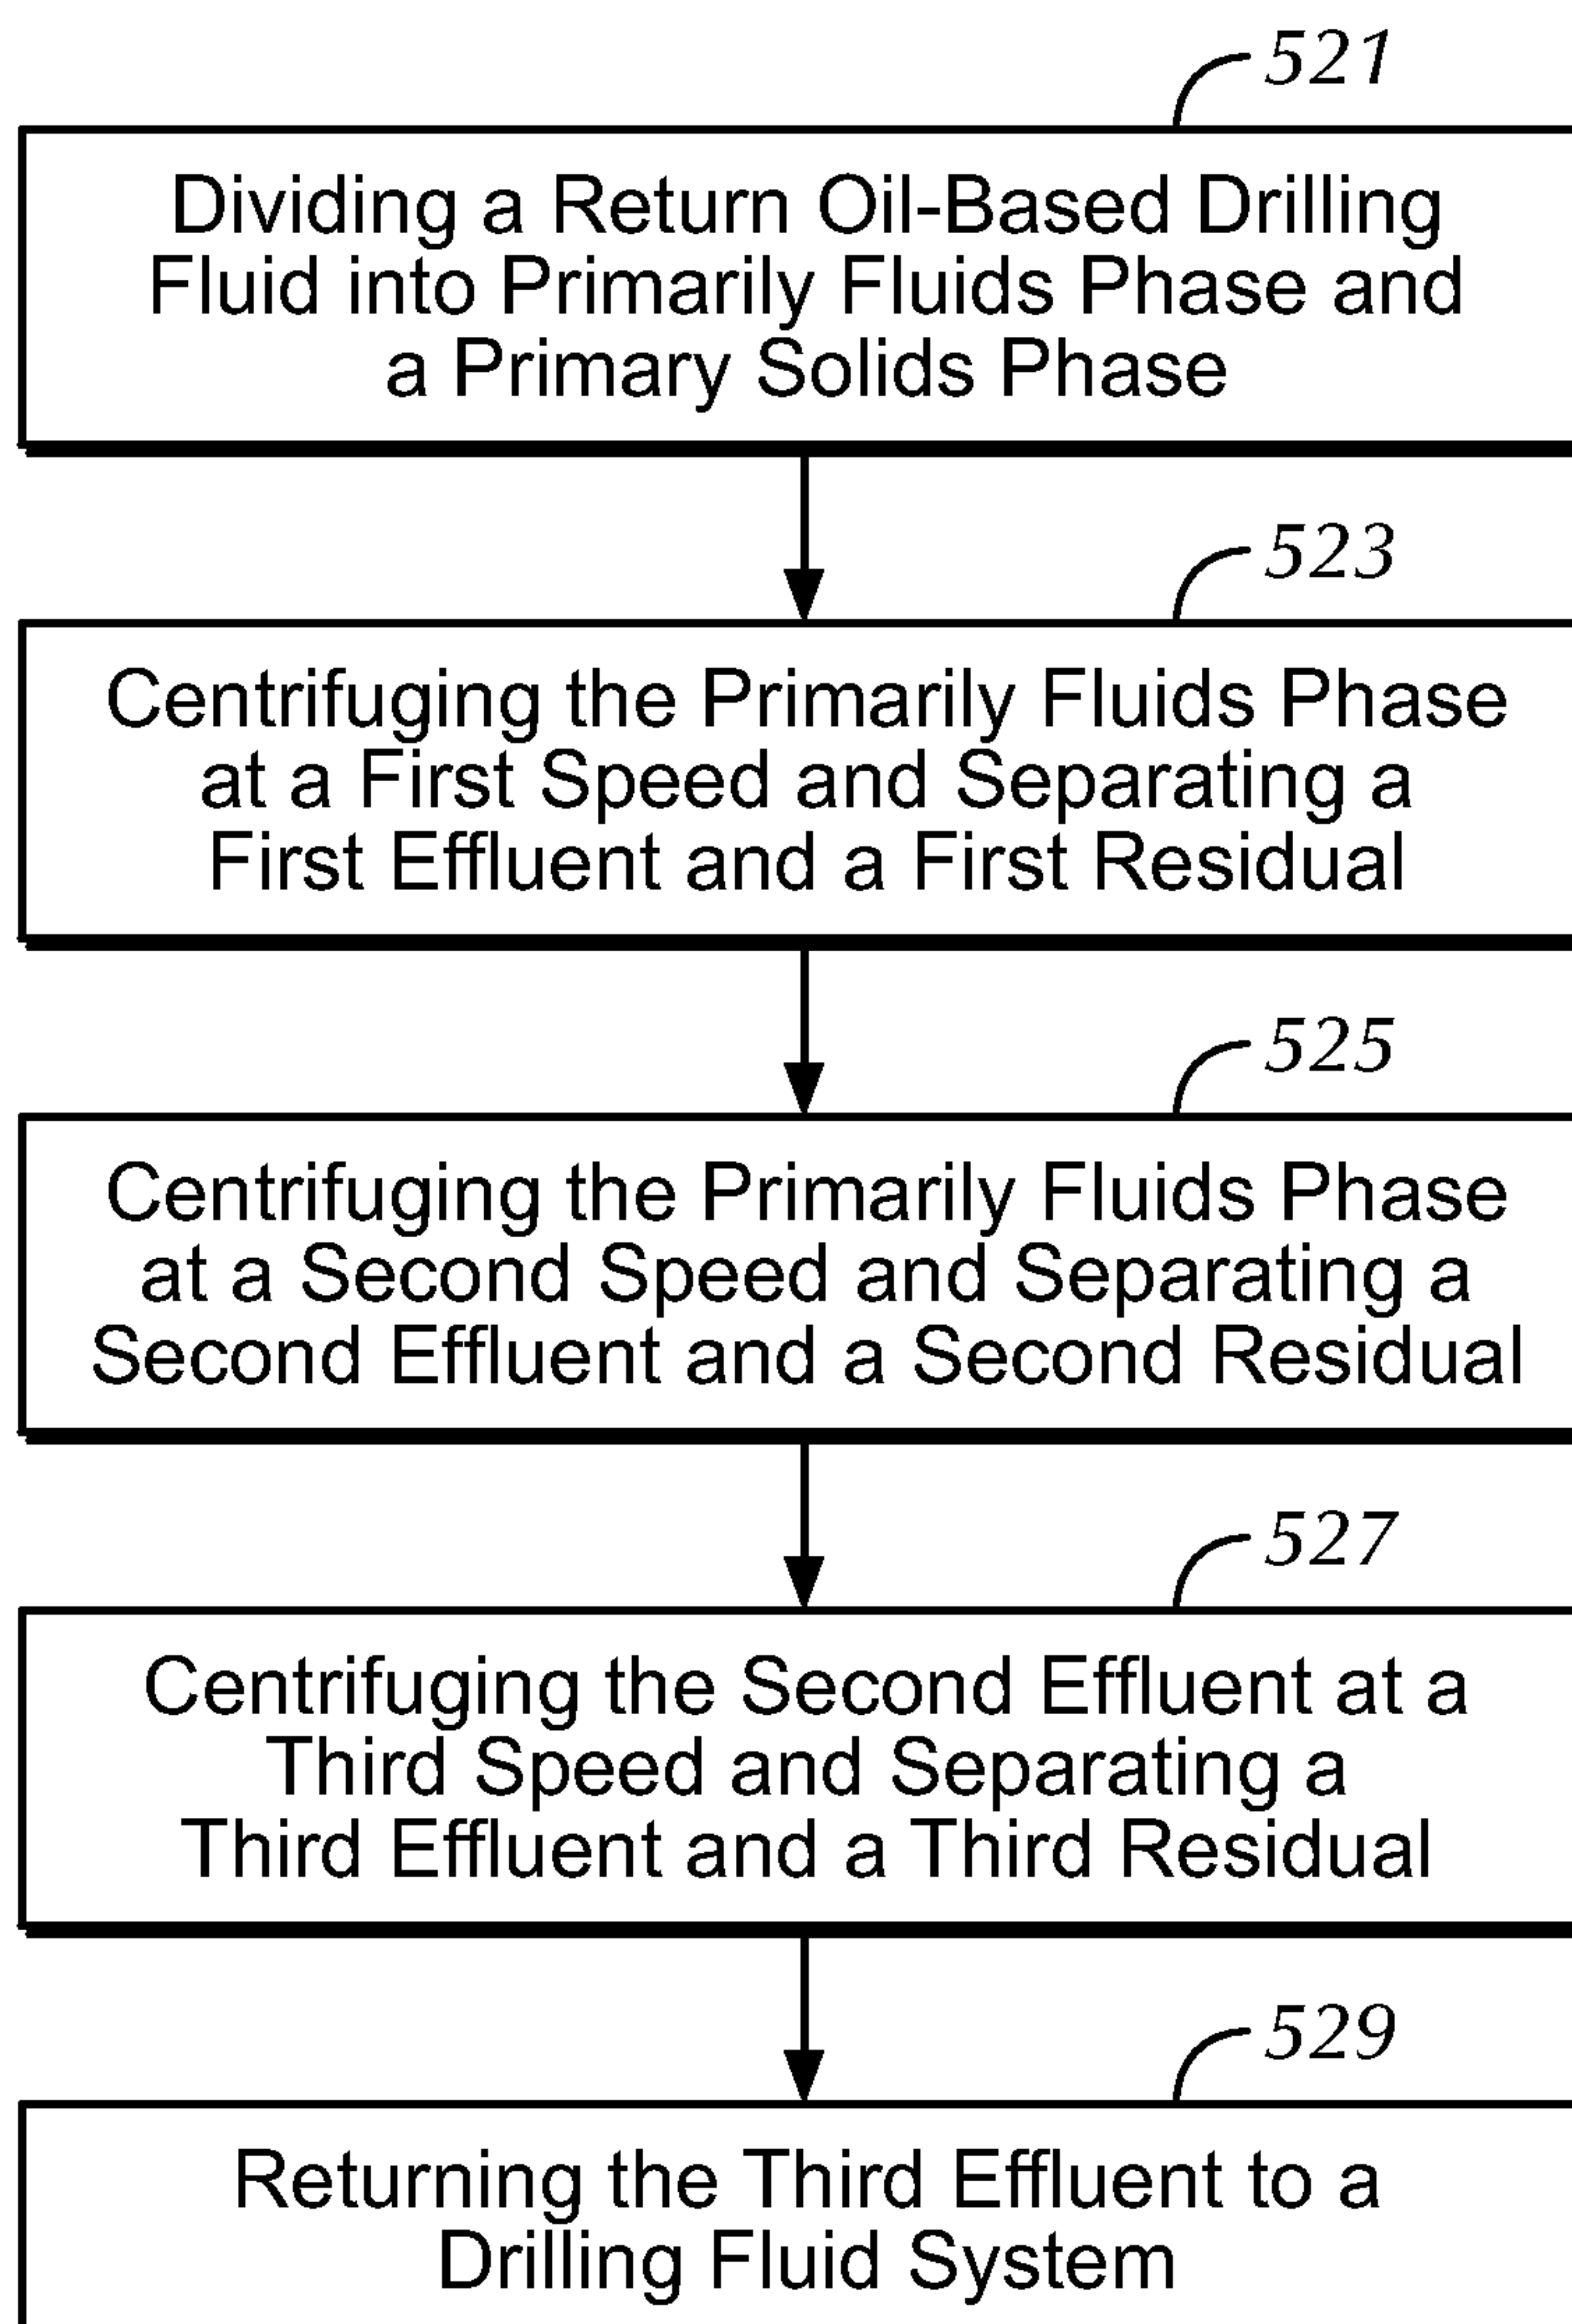 521
Dividing a Return Oil-Based Drilling
Fluid into Primarily Fluids Phase and
a Primary Solids Phase
523
Centrifuging the Primarily Fluids Phase
at a First Speed and Separating a
First Effluent and a First Residual
525
Centrifuging the Primarily Fluids Phase
at a Second Speed and Separating a
Second Effluent and a Second Residual
527
Centrifuging the Second Effluent at a
Third Speed and Separating a
Third Effluent and a Third Residual
529
Returning the Third Effluent to a
Drilling Fluid System